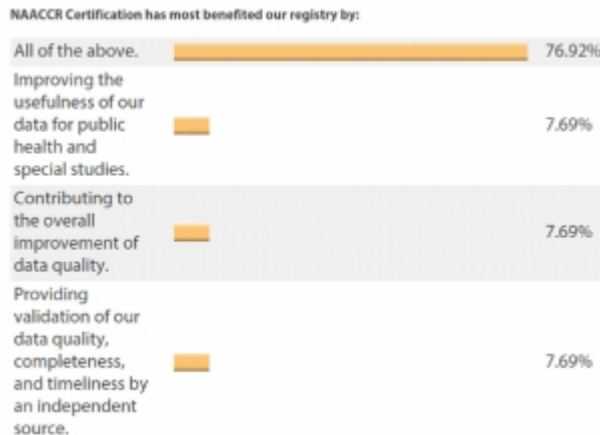 NAACCR Certification has most benefited our registry by:
All of the above.
76.92%
Improving the
usefulness of our
data for public
health and
special studies.
7.69%
Contributing to
the overall
improvement of
data quality.
7.69%
Providing
validation of our
data quality,
completeness,
and timeliness by
an independent
source.
7.69%